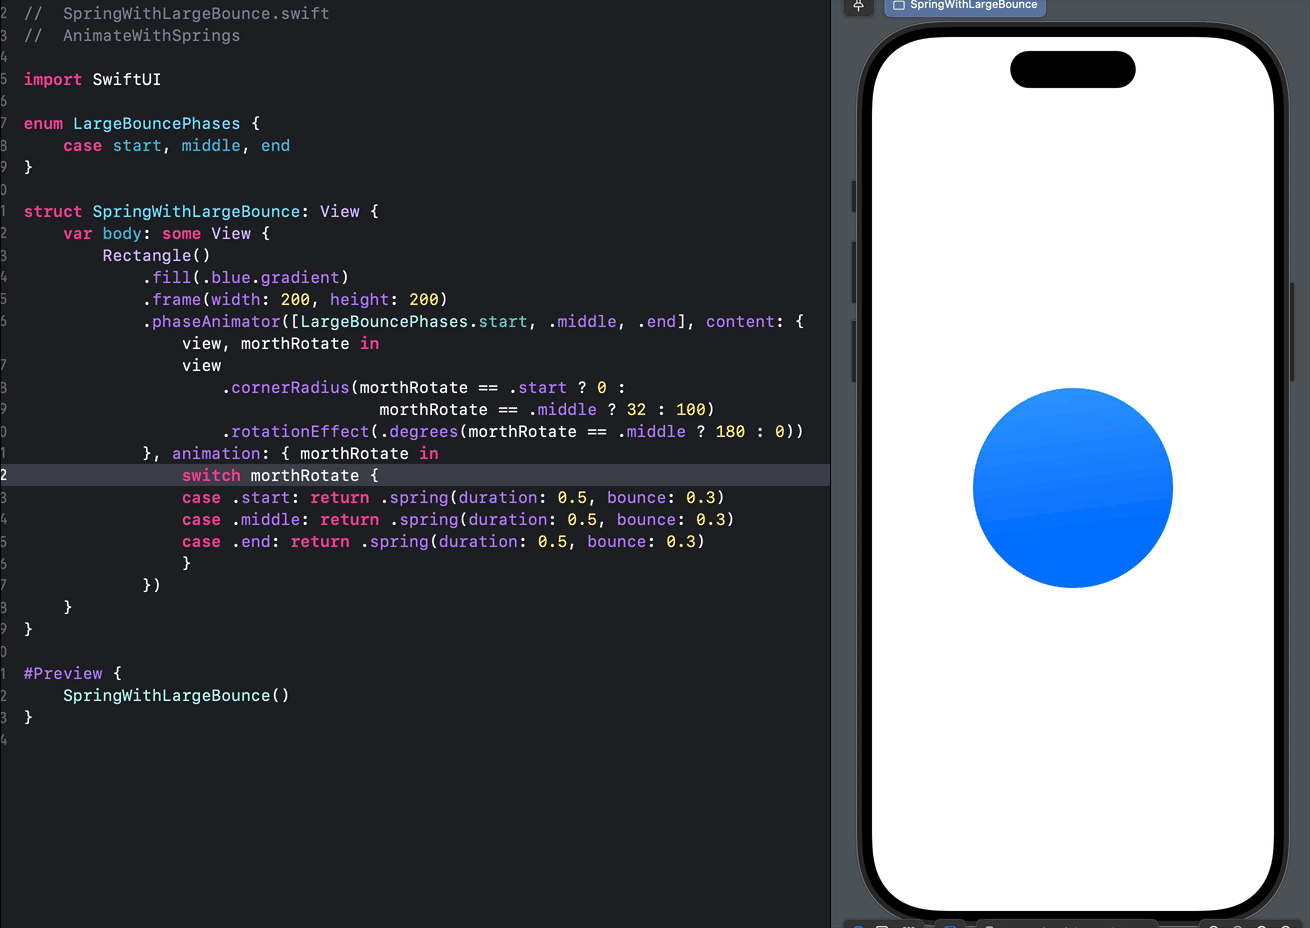 SpringWithLargeBounce
2 //  SpringWithLargeBounce.swift
3 //  AnimateWithSprings
4
5 import SwiftUI
6
7 enum LargeBouncePhases {
8     case start, middle, end
9 }
0
1 struct SpringWithLargeBounce: View {
2     var body: some View {
3         Rectangle()
4             .fill(.blue.gradient)
5             .frame(width: 200, height: 200)
6             .phaseAnimator([LargeBouncePhases.start, .middle, .end], content: {
                view, morthRotate in
7                 view
8                     .cornerRadius(morthRotate == .start ? 0 :
9                                     morthRotate == .middle ? 32 : 100)
0                     .rotationEffect(.degrees(morthRotate == .middle ? 180 : 0))
1             }, animation: { morthRotate in
2                 switch morthRotate {
3                 case .start: return .spring(duration: 0.5, bounce: 0.3)
4                 case .middle: return .spring(duration: 0.5, bounce: 0.3)
5                 case .end: return .spring(duration: 0.5, bounce: 0.3)
6                 }
7             })
8     }
9 }
0
1 #Preview {
2     SpringWithLargeBounce()
3 }
4